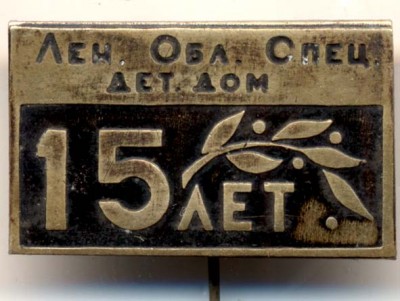 Лен. Обл. Спец.
дет. дом
15 лет